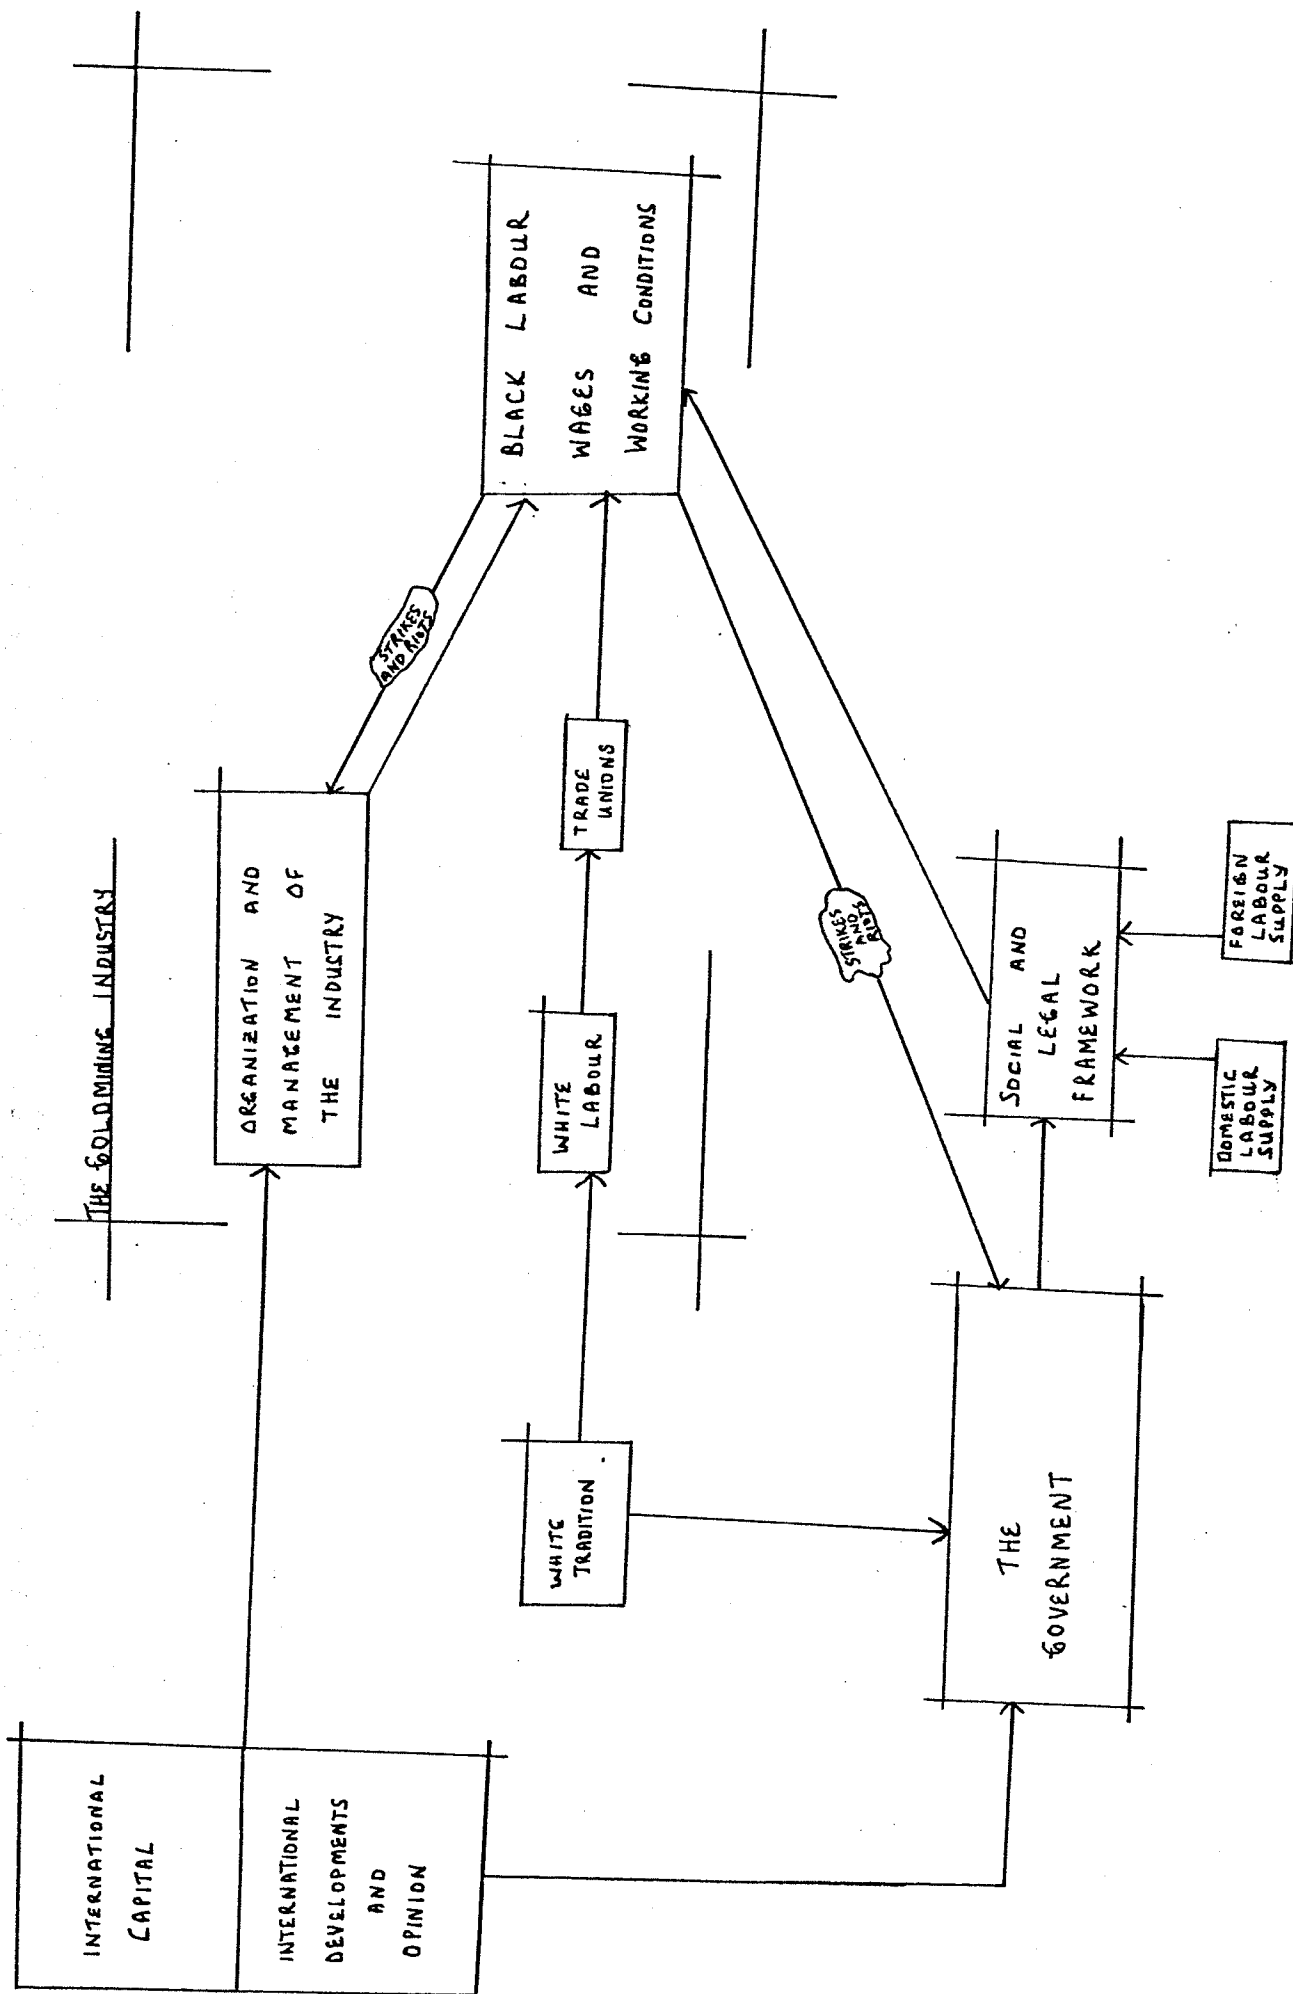 THE GOLDMINING INDUSTRY
INTERNATIONAL
CAPITAL
INTERNATIONAL
DEVELOPMENTS
AND
OPINION
ORGANIZATION AND
MANAGEMENT OF
THE INDUSTRY
STRIKES
AND RIOTS
WHITE
TRADITION
WHITE
LABOUR
TRADE
UNIONS
BLACK LABOUR
WAGES AND
WORKING CONDITIONS
STRIKES
AND
RIOTS
THE
GOVERNMENT
SOCIAL AND
LEGAL
FRAMEWORK
DOMESTIC
LABOUR
SUPPLY
FOREIGN
LABOUR
SUPPLY